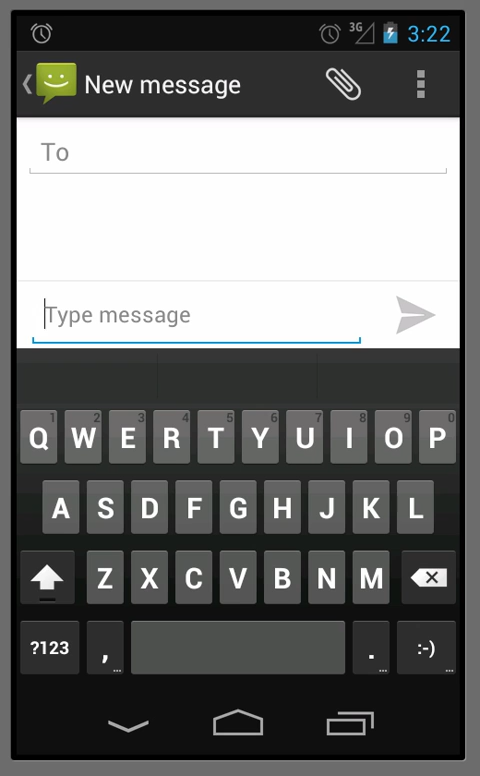 3G 3:22
New message
To
Type message
1 2 3 4 5 6 7 8 9 0
Q W E R T Y U I O P
A S D F G H J K L
Z X C V B N M
?123 , ... . ... :-) ...